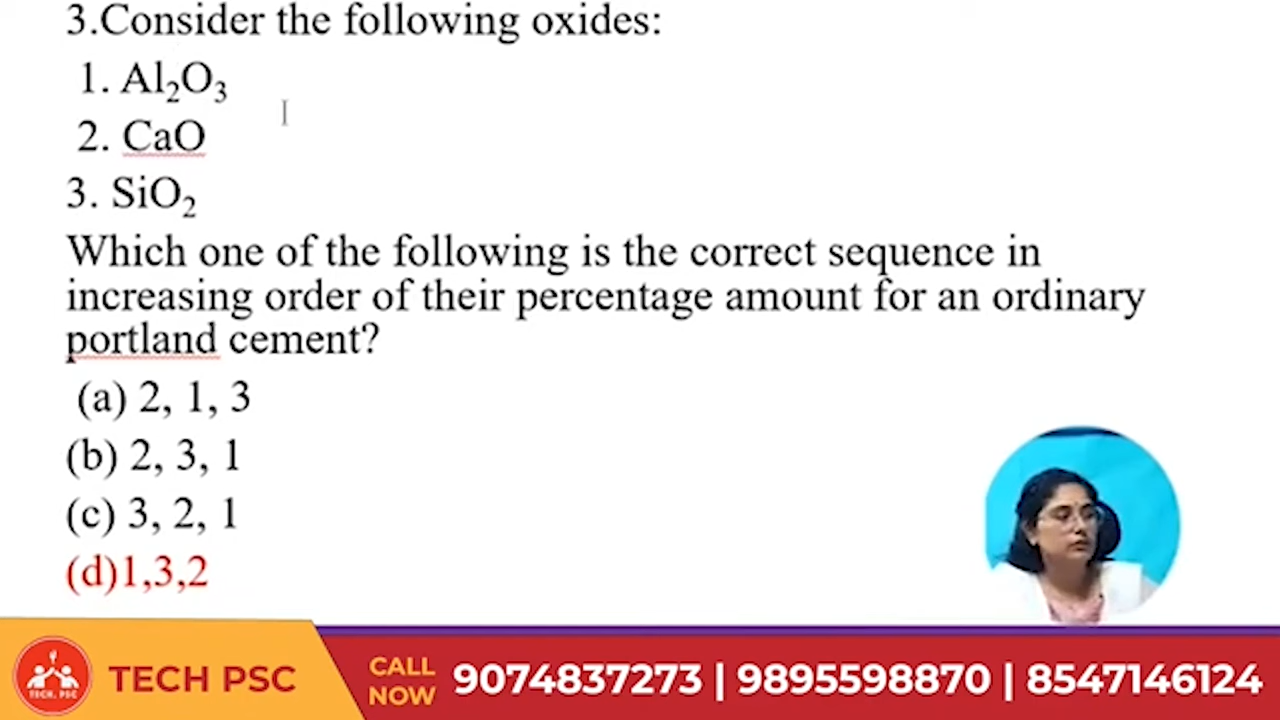 3.Consider the following oxides:
1. Al₂O₃
2. CaO
3. SiO₂
Which one of the following is the correct sequence in
increasing order of their percentage amount for an ordinary
portland cement?
(a) 2, 1, 3
(b) 2, 3, 1
(c) 3, 2, 1
(d)1,3,2
TECH. PSC
TECH PSC
CALL
NOW
9074837273 | 9895598870 | 8547146124